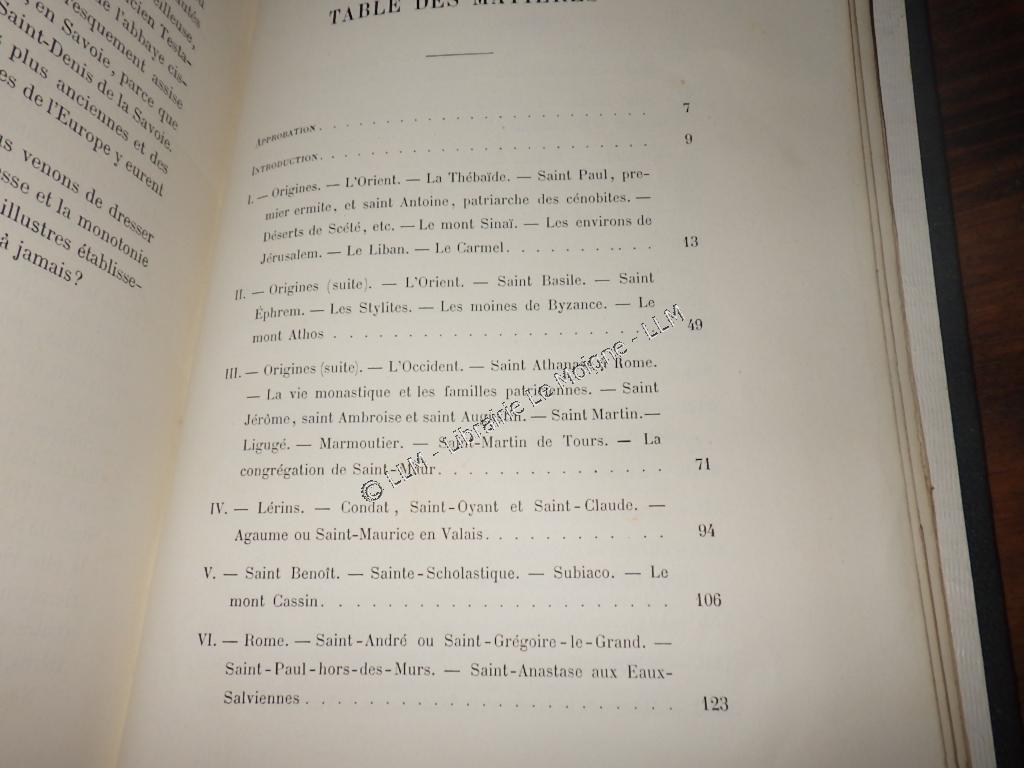 illeuse,
de l'abbaye cis-
resquement assise
en Savoie, parce que
Saint-Denis de la Savoie.
plus anciennes et des
es de l'Europe y eurent
us venons de dresser
esse et la monotonie
illustres établisse-
à jamais?
TABLE DES MATIÈRES
APPROBATION. 7
INTRODUCTION. 9
I. — Origines. — L'Orient. — La Thébaïde. — Saint Paul, pre-
mier ermite, et saint Antoine, patriarche des cénobites. —
Déserts de Scété, etc. — Le mont Sinaï. — Les environs de
Jérusalem. — Le Liban. — Le Carmel. 13
II. — Origines (suite). — L'Orient. — Saint Basile. — Saint
Éphrem. — Les Stylites. — Les moines de Byzance. — Le
mont Athos 49
III. — Origines (suite). — L'Occident. — Saint Athanase à Rome.
— La vie monastique et les familles patriciennes. — Saint
Jérôme, saint Ambroise et saint Augustin. — Saint Martin. —
Ligugé. — Marmoutier. — Saint-Martin de Tours. — La
congrégation de Saint-Maur. 71
IV. — Lérins. — Condat, Saint-Oyant et Saint-Claude. —
Agaume ou Saint-Maurice en Valais. 94
V. — Saint Benoît. — Sainte-Scholastique. — Subiaco. — Le
mont Cassin. 106
VI. — Rome. — Saint-André ou Saint-Grégoire-le-Grand. —
Saint-Paul-hors-des-Murs. — Saint-Anastase aux Eaux-
Salviennes 123
© LLM - Librairie Le Moigne - LLM